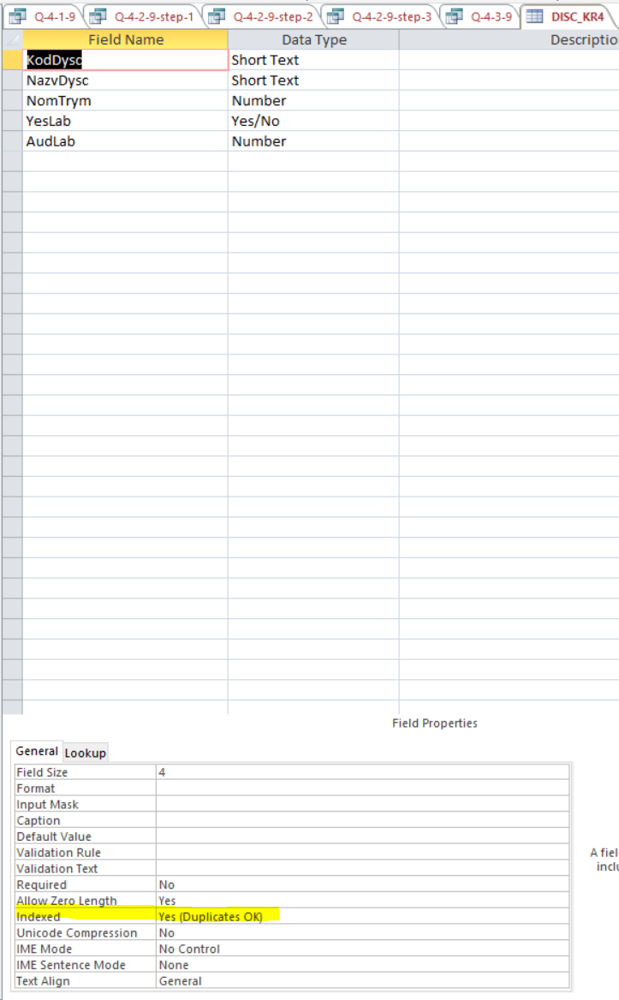 Q-4-1-9 Q-4-2-9-step-1 Q-4-2-9-step-2 Q-4-2-9-step-3 Q-4-3-9 DISC_KR4
Field Name Data Type Descriptio
KodDysc Short Text
NazvDysc Short Text
NomTrym Number
YesLab Yes/No
AudLab Number
Field Properties
General Lookup
Field Size 4
Format
Input Mask
Caption
Default Value
Validation Rule
Validation Text
Required No
Allow Zero Length Yes
Indexed Yes (Duplicates OK)
Unicode Compression No
IME Mode No Control
IME Sentence Mode None
Text Align General
A fiel
inclu